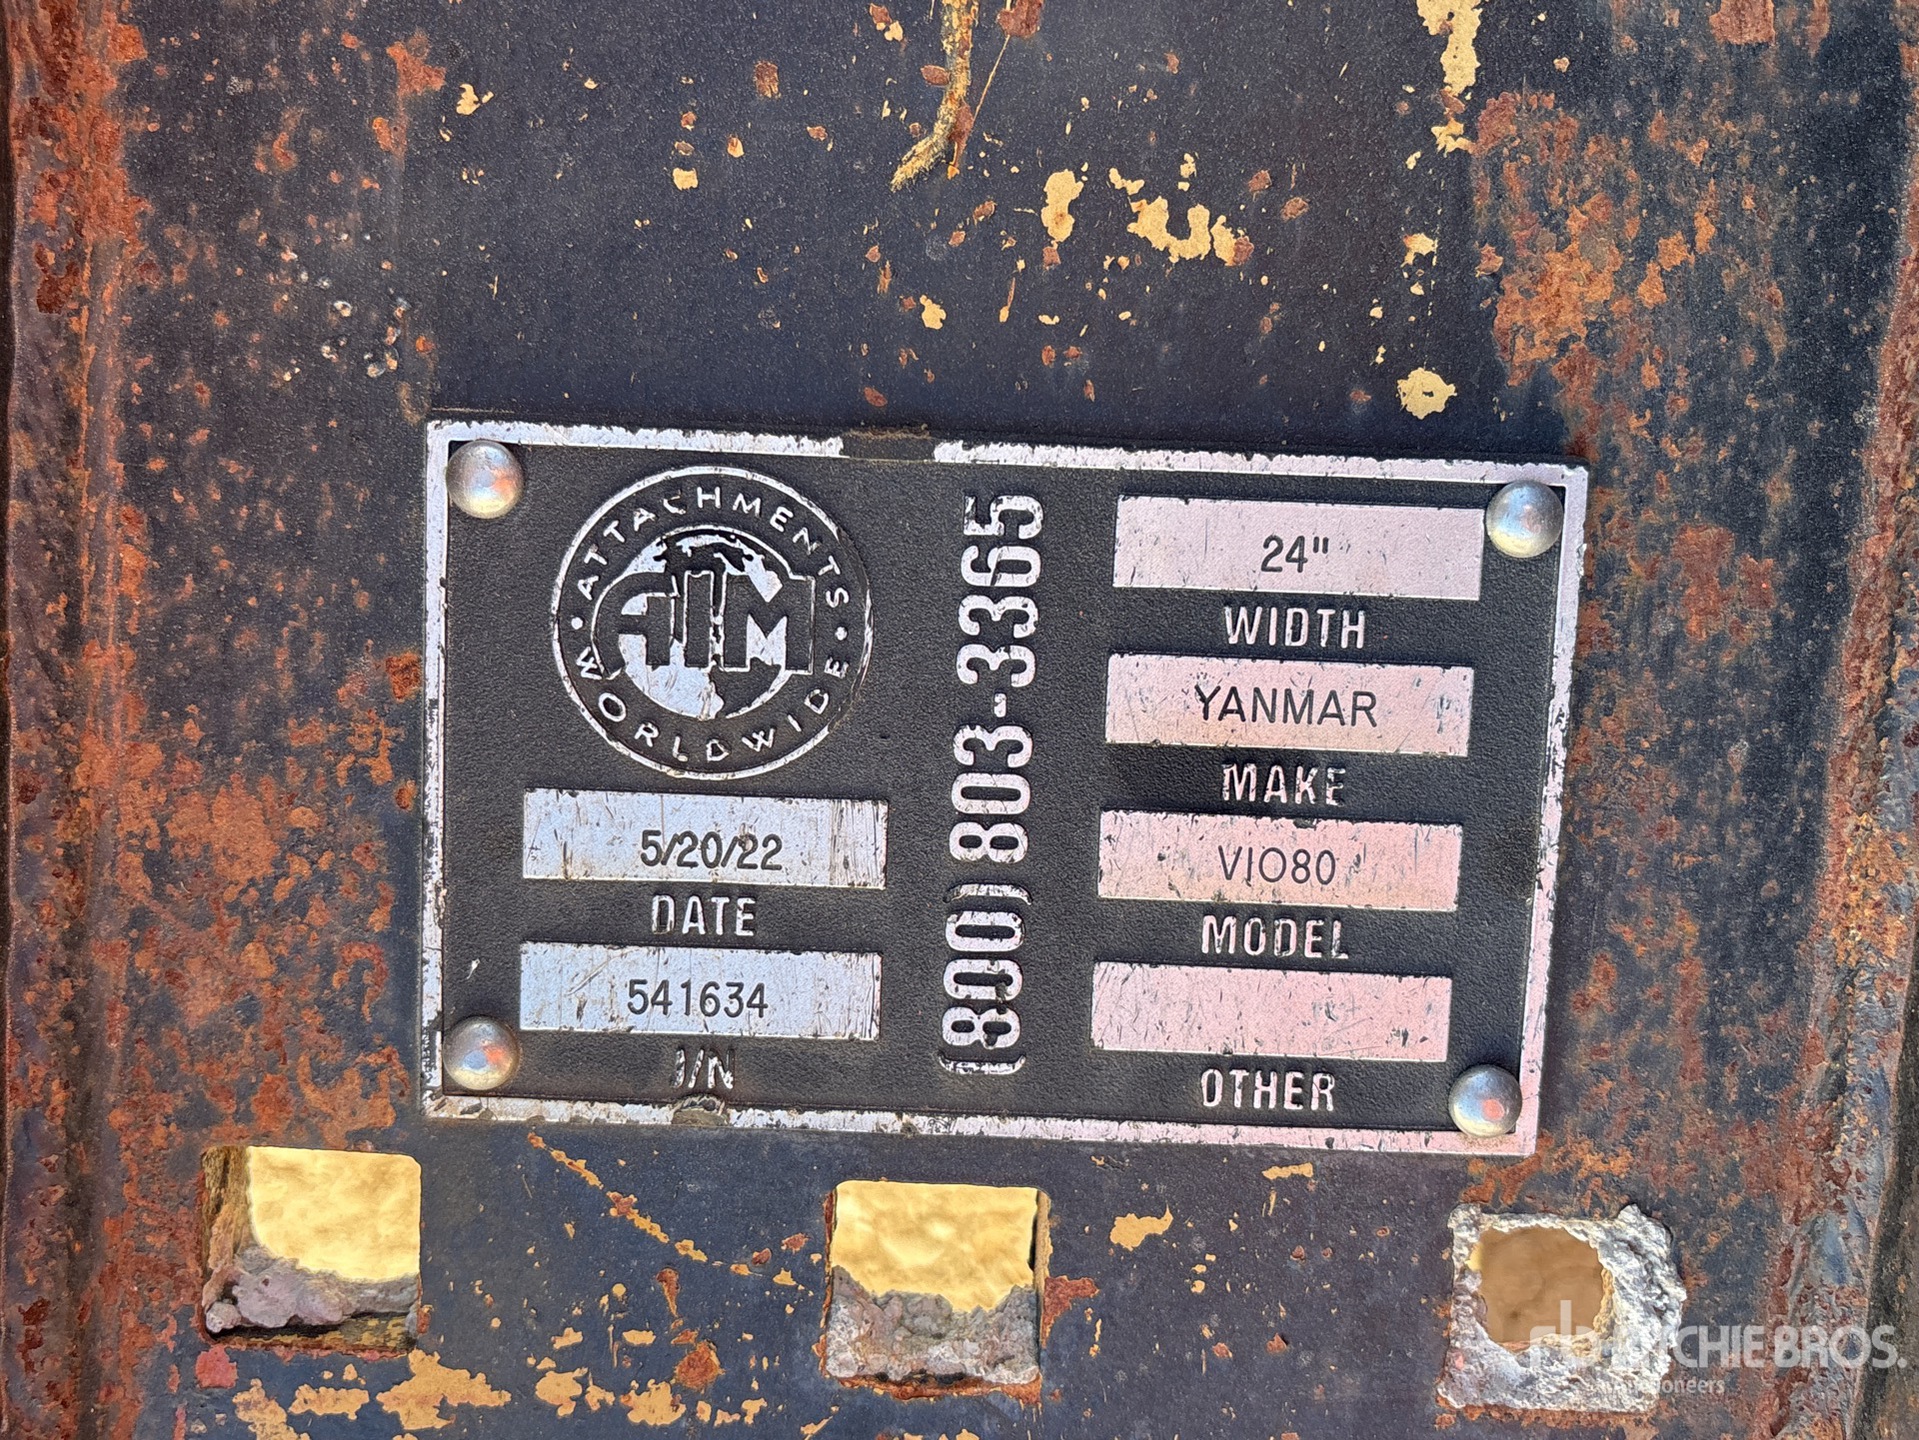 ATTACHMENTS
AIM
WORLDWIDE
5/20/22
DATE
541634
I/N
(800) 803-3365
24"
WIDTH
YANMAR
MAKE
VIO80
MODEL
OTHER
RITCHIE BROS.
Auctioneers